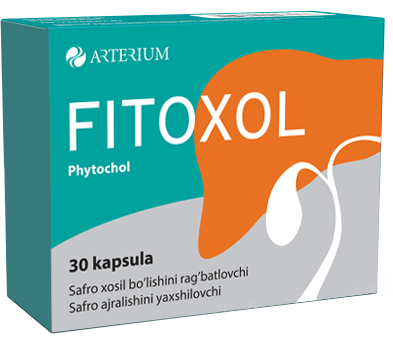 ARTERIUM
FITOXOL
Phytochol
30 kapsula
Safro xosil bo'lishini rag'batlovchi
Safro ajralishini yaxshilovchi